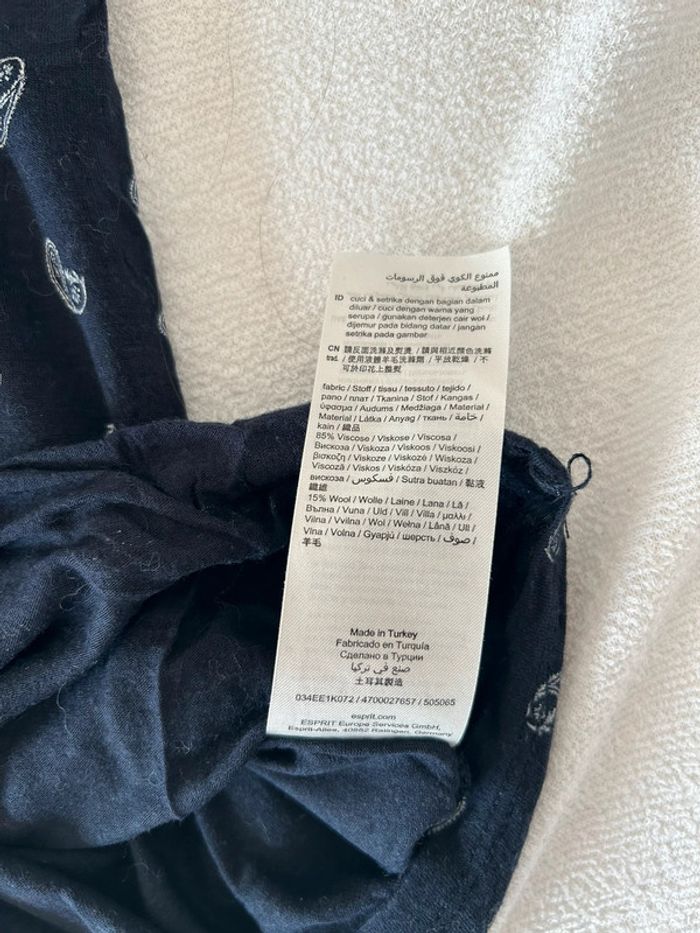 ممنوع الكوي فوق الرسومات
المطبوعة
ID cuci & setrika dengan bagian dalam
diluar / cuci dengan warna yang
serupa / gunakan deterjen cair wol /
dijemur pada bidang datar / jangan
setrika pada gambar
CN 請反面洗滌及熨燙 / 請與相近顏色洗滌
trad. / 使用液體羊毛洗滌劑 / 平放乾燥 / 不
可於印花上整熨
fabric / Stoff / tissu / tessuto / tejido /
pano / плат / Tkanina / Stof / Kangas /
ύφασμα / Audums / Medžiaga / Material /
Material / Látka / Anyag / ткань / خامة /
kain / 織品
85% Viscose / Viskose / Viscosa /
Вискоза / Viskoza / Viskoos / Viskoosi /
βισκόζη / Viskoze / Viskozė / Wiskoza /
Viscoză / Viskos / Viskóza / Viszkóz /
вискоза / فسكوس / Sutra buatan / 黏液
纖維
15% Wool / Wolle / Laine / Lana / Lã /
Вълна / Vuna / Uld / Vill / Villa / μαλλί /
Vilna / Vvilna / Wol / Wełna / Lână / Ull /
Vlna / Volna / Gyapjú / шерсть / صوف /
羊毛
Made in Turkey
Fabricado en Turquía
Сделано в Турции
صنع في تركيا
土耳其製造
034EE1K072 / 4700027657 / 505065
esprit.com
ESPRIT Europe Services GmbH,
Esprit-Allee, 40882 Ratingen, Germany